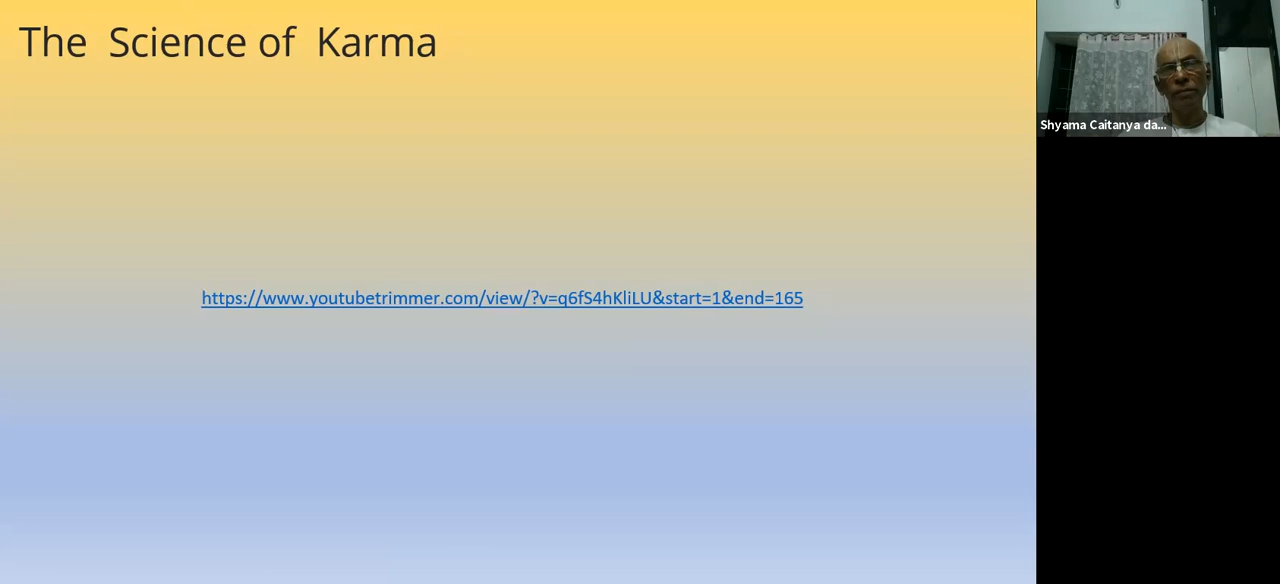 The Science of Karma
https://www.youtubetrimmer.com/view/?v=q6fS4hKliLU&start=1&end=165
Shyama Caitanya da...